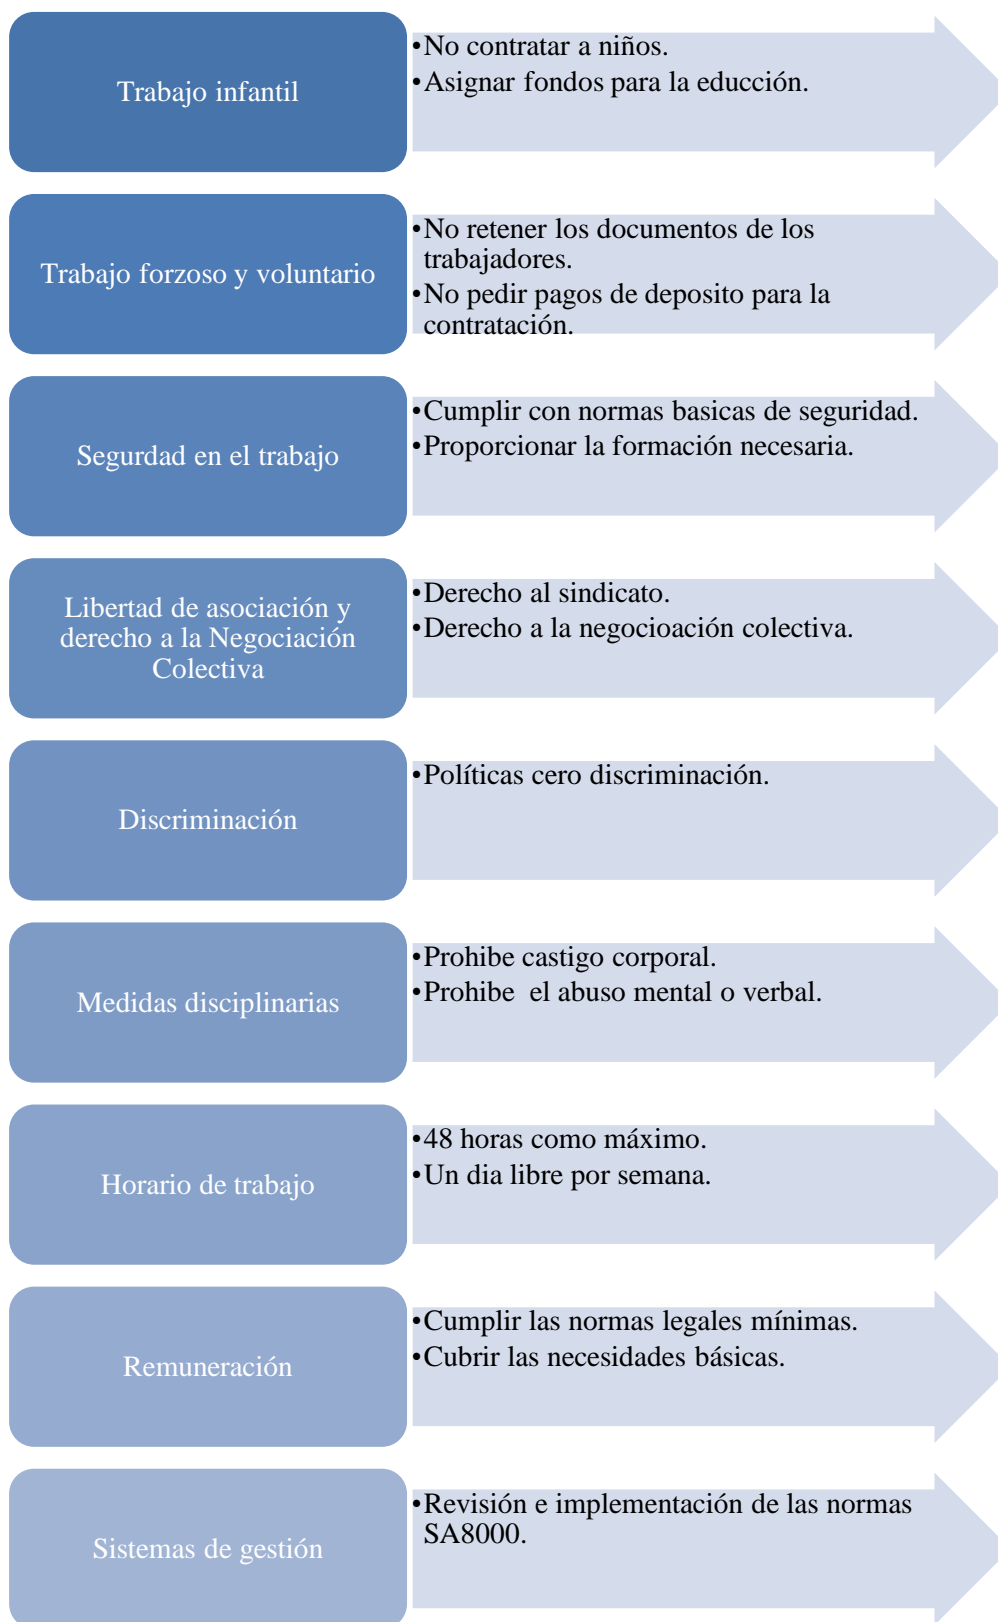 Trabajo infantil
•No contratar a niños.
•Asignar fondos para la educción.
Trabajo forzoso y voluntario
•No retener los documentos de los
trabajadores.
•No pedir pagos de deposito para la
contratación.
Segurdad en el trabajo
•Cumplir con normas basicas de seguridad.
•Proporcionar la formación necesaria.
Libertad de asociación y
derecho a la Negociación
Colectiva
•Derecho al sindicato.
•Derecho a la negocioación colectiva.
Discriminación
•Políticas cero discriminación.
Medidas disciplinarias
•Prohibe castigo corporal.
•Prohibe  el abuso mental o verbal.
Horario de trabajo
•48 horas como máximo.
•Un dia libre por semana.
Remuneración
•Cumplir las normas legales mínimas.
•Cubrir las necesidades básicas.
Sistemas de gestión
•Revisión e implementación de las normas
SA8000.